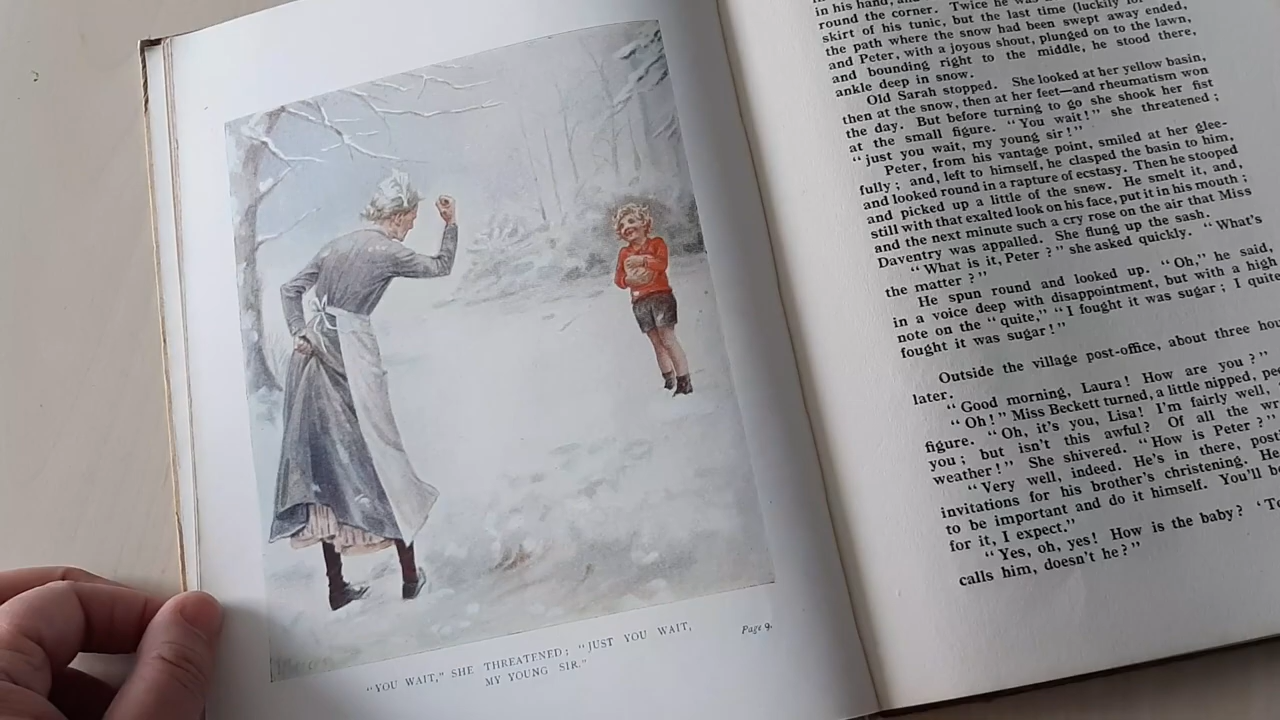 "YOU WAIT," SHE THREATENED; "JUST YOU WAIT,
MY YOUNG SIR."
Page 9.
in his hand, and
round the corner. Twice he was
skirt of his tunic, but the last time (luckily
the path where the snow had been swept away ended,
and Peter, with a joyous shout, plunged on to the lawn,
and bounding right to the middle, he stood there,
ankle deep in snow.
Old Sarah stopped. She looked at her yellow basin,
then at the snow, then at her feet—and rheumatism won
the day. But before turning to go she shook her fist
at the small figure. "You wait!" she threatened;
"just you wait, my young sir!"
Peter, from his vantage point, smiled at her glee-
fully; and, left to himself, he clasped the basin to him,
and looked round in a rapture of ecstasy. Then he stooped
and picked up a little of the snow. He smelt it, and,
still with that exalted look on his face, put it in his mouth;
and the next minute such a cry rose on the air that Miss
Daventry was appalled. She flung up the sash.
"What is it, Peter?" she asked quickly. "What's
the matter?"
He spun round and looked up. "Oh," he said,
in a voice deep with disappointment, but with a high
note on the "quite," "I fought it was sugar; I quite
fought it was sugar!"
Outside the village post-office, about three
later.
"Good morning, Laura! How are you?"
"Oh!" Miss Beckett turned, a little nipped,
figure. "Oh, it's you, Lisa! I'm fairly well,
you; but isn't this awful? Of all the
weather!" She shivered. "How is Peter?"
"Very well, indeed. He's in there,
invitations for his brother's christening. He
to be important and do it himself. You'll
for it, I expect."
"Yes, oh, yes! How is the baby?
calls him, doesn't he?"